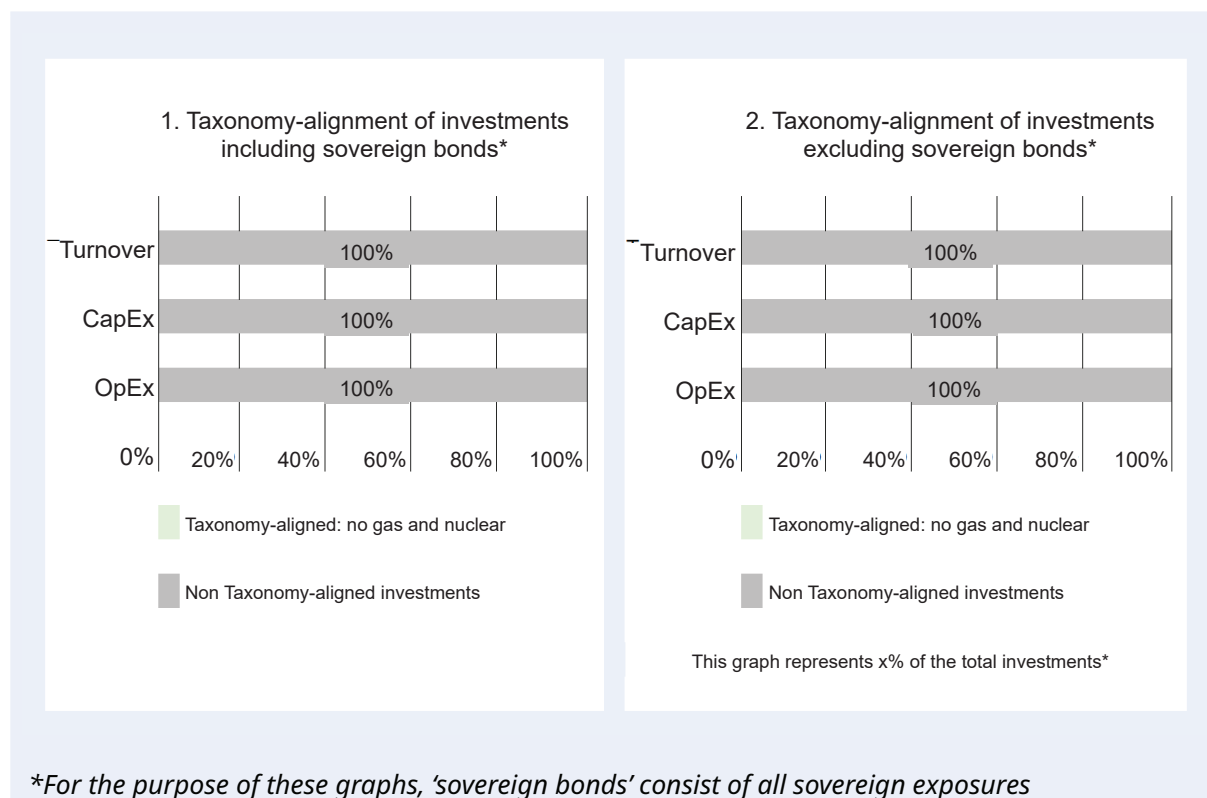 1. Taxonomy-alignment of investments
including sovereign bonds*
Turnover
100%
CapEx
100%
OpEx
100%
0% 20% 40% 60% 80% 100%
Taxonomy-aligned: no gas and nuclear
Non Taxonomy-aligned investments
2. Taxonomy-alignment of investments
excluding sovereign bonds*
Turnover
100%
CapEx
100%
OpEx
100%
0% 20% 40% 60% 80% 100%
Taxonomy-aligned: no gas and nuclear
Non Taxonomy-aligned investments
This graph represents x% of the total investments*
*For the purpose of these graphs, ‘sovereign bonds’ consist of all sovereign exposures